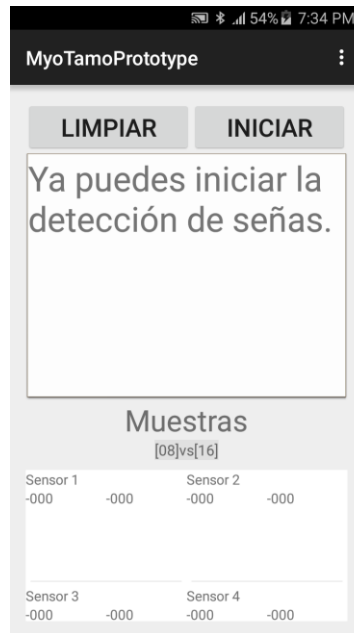 54% 7:34 PM
MyoTamoPrototype
LIMPIAR INICIAR
Ya puedes iniciar la
detección de señas.
Muestras
[08]vs[16]
Sensor 1 Sensor 2
-000 -000 -000 -000
Sensor 3 Sensor 4
-000 -000 -000 -000